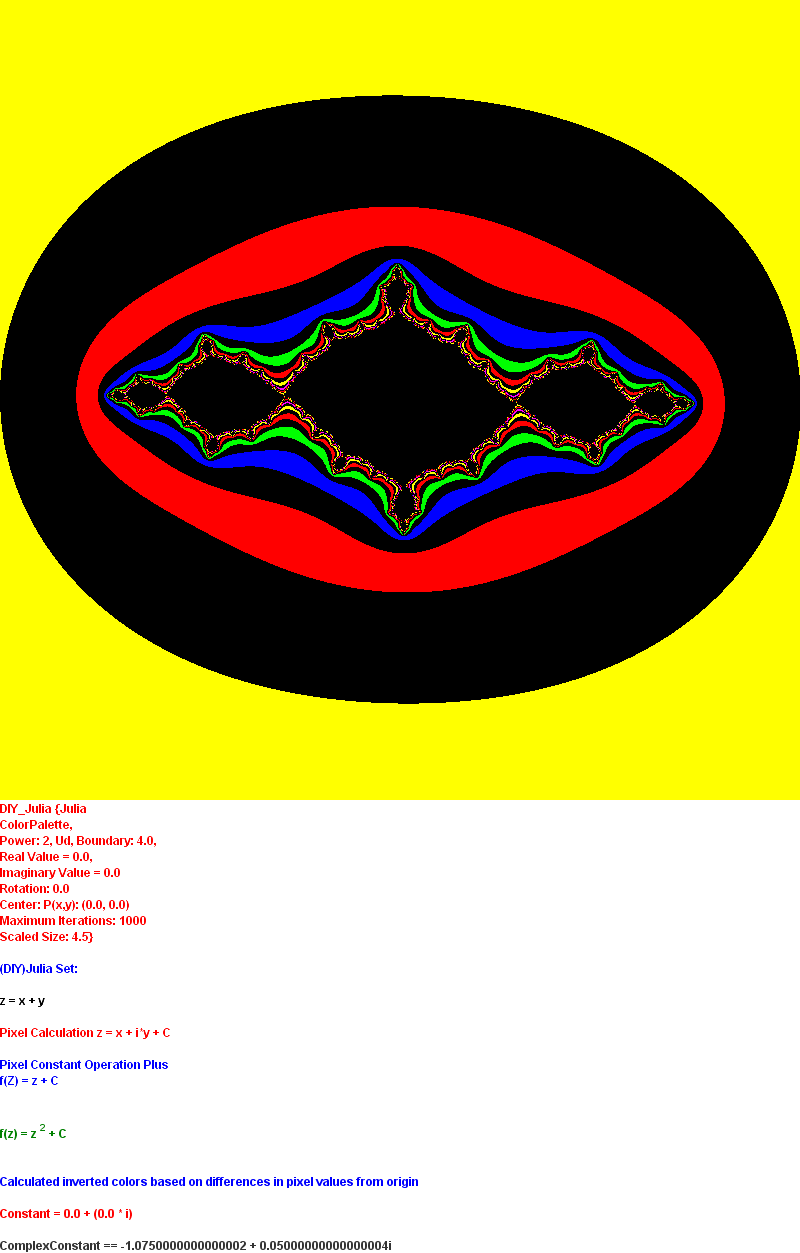 DIY_Julia {Julia
ColorPalette,
Power: 2, Ud, Boundary: 4.0,
Real Value = 0.0,
Imaginary Value = 0.0
Rotation: 0.0
Center: P(x,y): (0.0, 0.0)
Maximum Iterations: 1000
Scaled Size: 4.5}
(DIY)Julia Set:
z = x + y
Pixel Calculation z = x + i*y + C
Pixel Constant Operation Plus
f(Z) = z + C
f(z) = z ² + C
Calculated inverted colors based on differences in pixel values from origin
Constant = 0.0 + (0.0 * i)
ComplexConstant == -1.0750000000000002 + 0.05000000000000004i